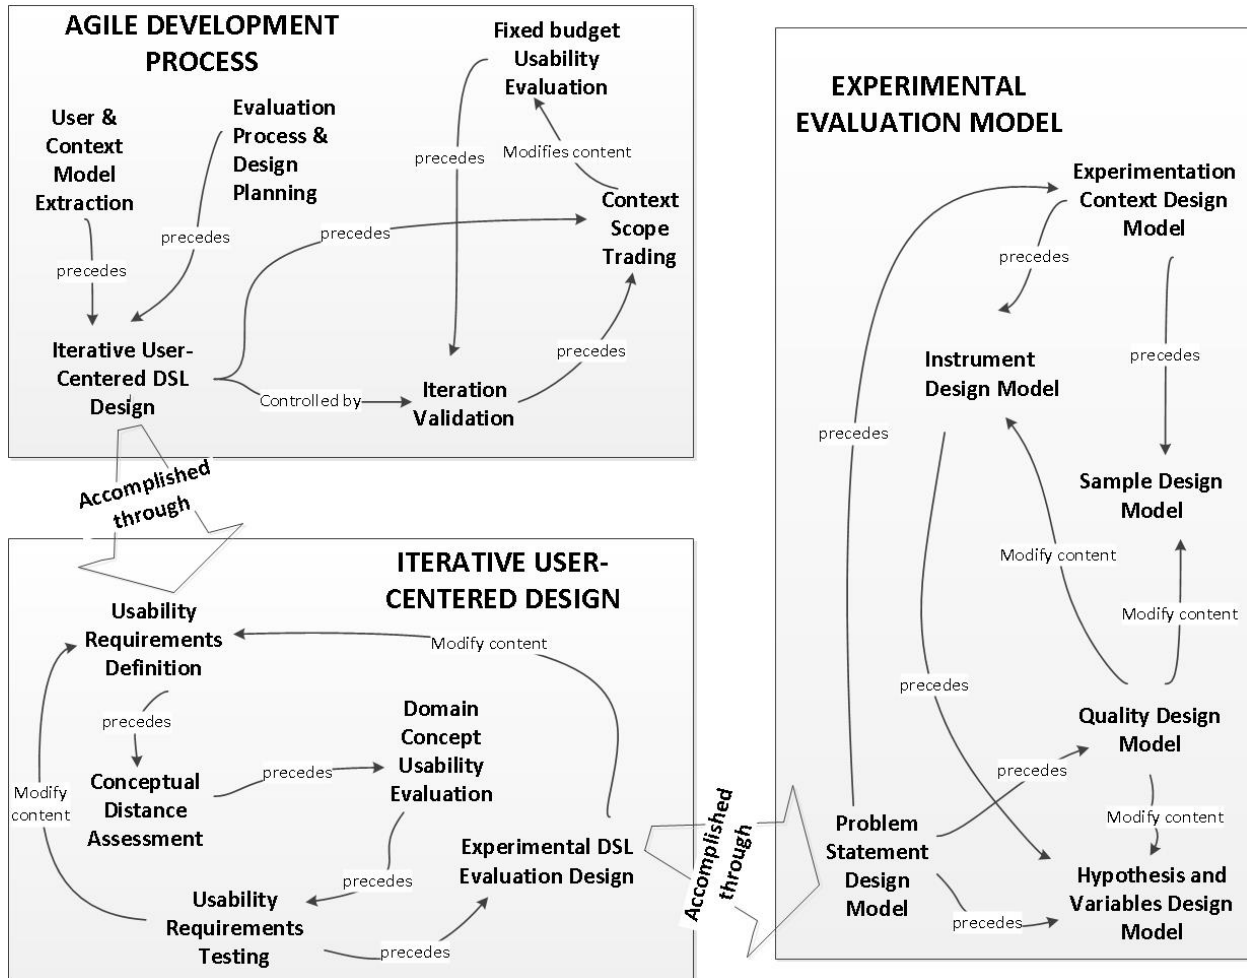 AGILE DEVELOPMENT
PROCESS
Fixed budget
Usability
Evaluation
User &
Context
Model
Extraction
Evaluation
Process &
Design
Planning
precedes
Modifies content
Context
Scope
Trading
precedes
precedes
precedes
Iterative User-
Centered DSL
Design
precedes
Controlled by
Iteration
Validation
Accomplished
through
ITERATIVE USER-
CENTERED DESIGN
Usability
Requirements
Definition
Modify content
precedes
Domain
Concept
Usability
Evaluation
Conceptual
Distance
Assessment
precedes
Modify
content
Experimental DSL
Evaluation Design
precedes
Usability
Requirements
Testing
precedes
Accomplished
through
EXPERIMENTAL
EVALUATION MODEL
Experimentation
Context Design
Model
precedes
Instrument
Design Model
precedes
precedes
Sample Design
Model
Modify content
Modify content
precedes
Quality Design
Model
precedes
Modify content
Problem
Statement
Design
Model
precedes
Hypothesis and
Variables Design
Model